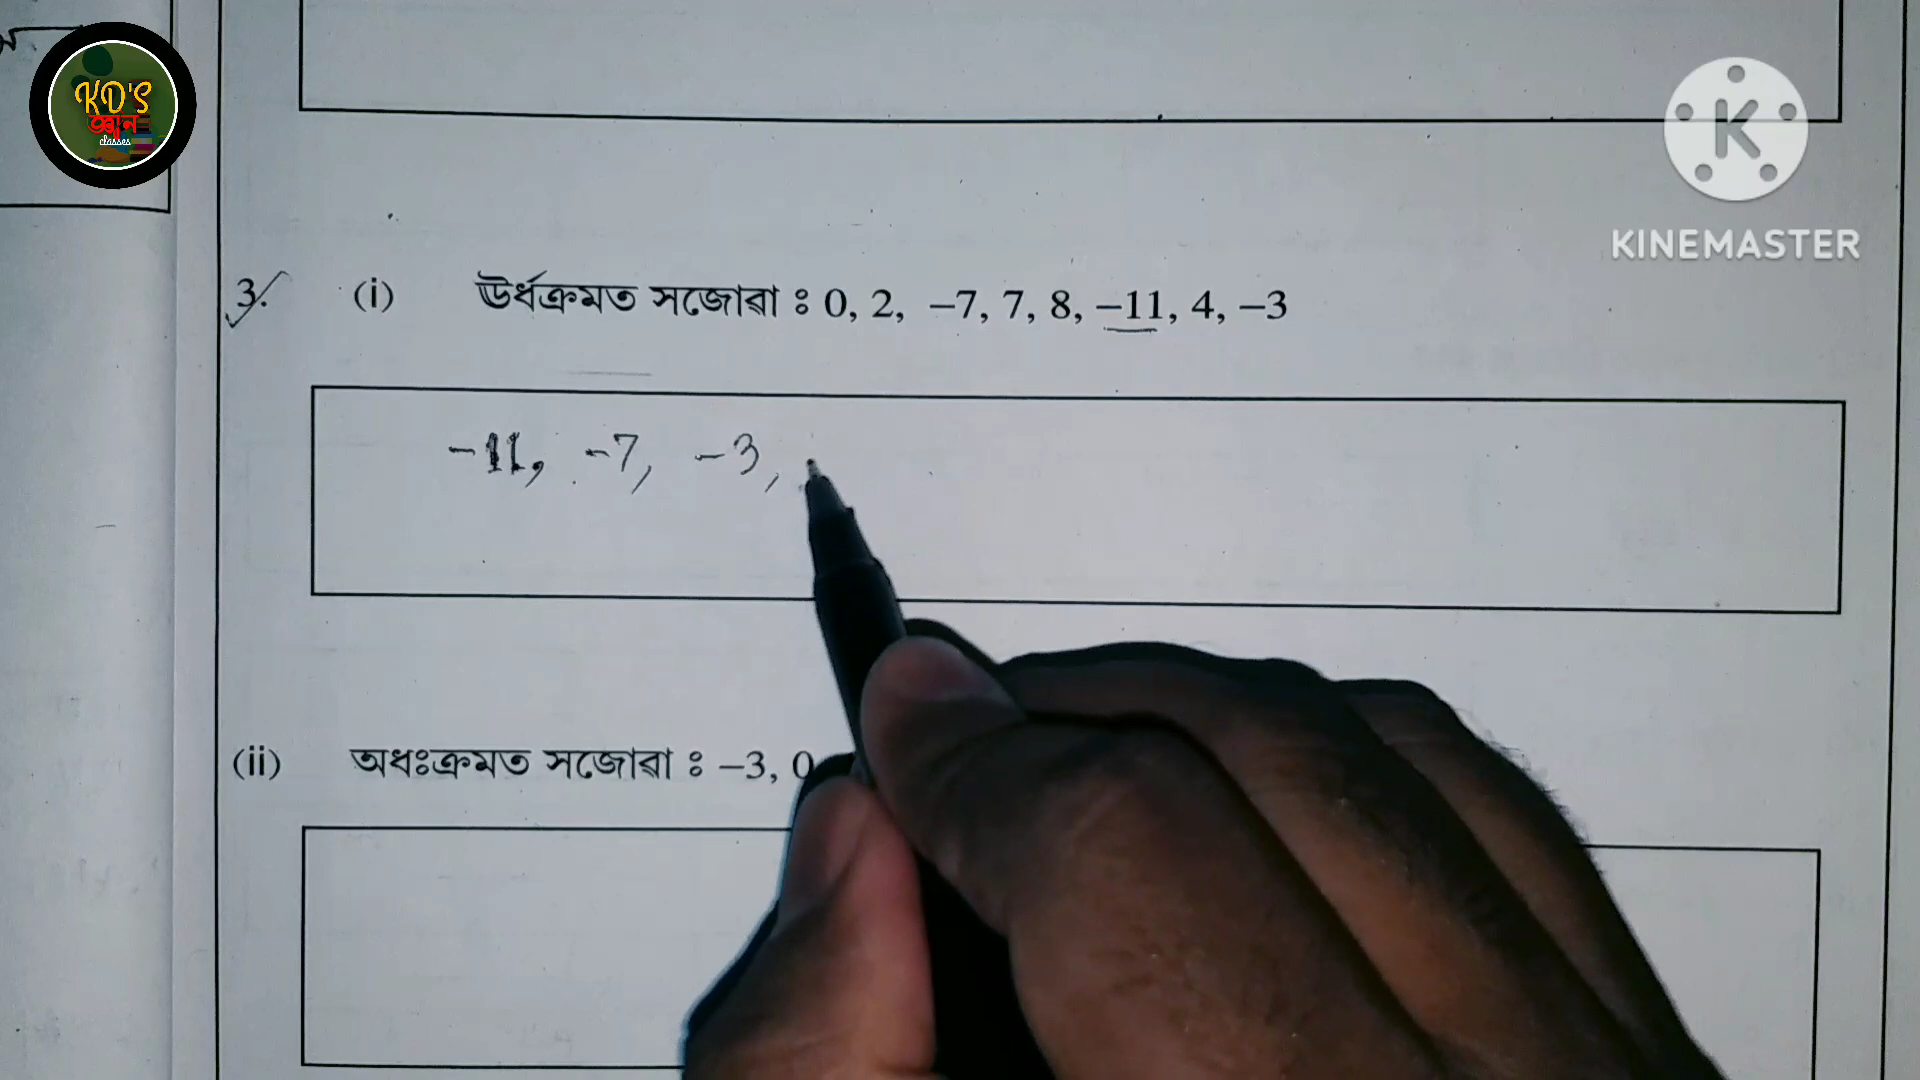 KD'S
জ্ঞান
classes
KINEMASTER
3. (i) ঊৰ্ধক্ৰমত সজোৱা ঃ 0, 2, –7, 7, 8, –11, 4, –3
-11, -7, -3,
(ii) অধঃক্ৰমত সজোৱা ঃ –3, 0